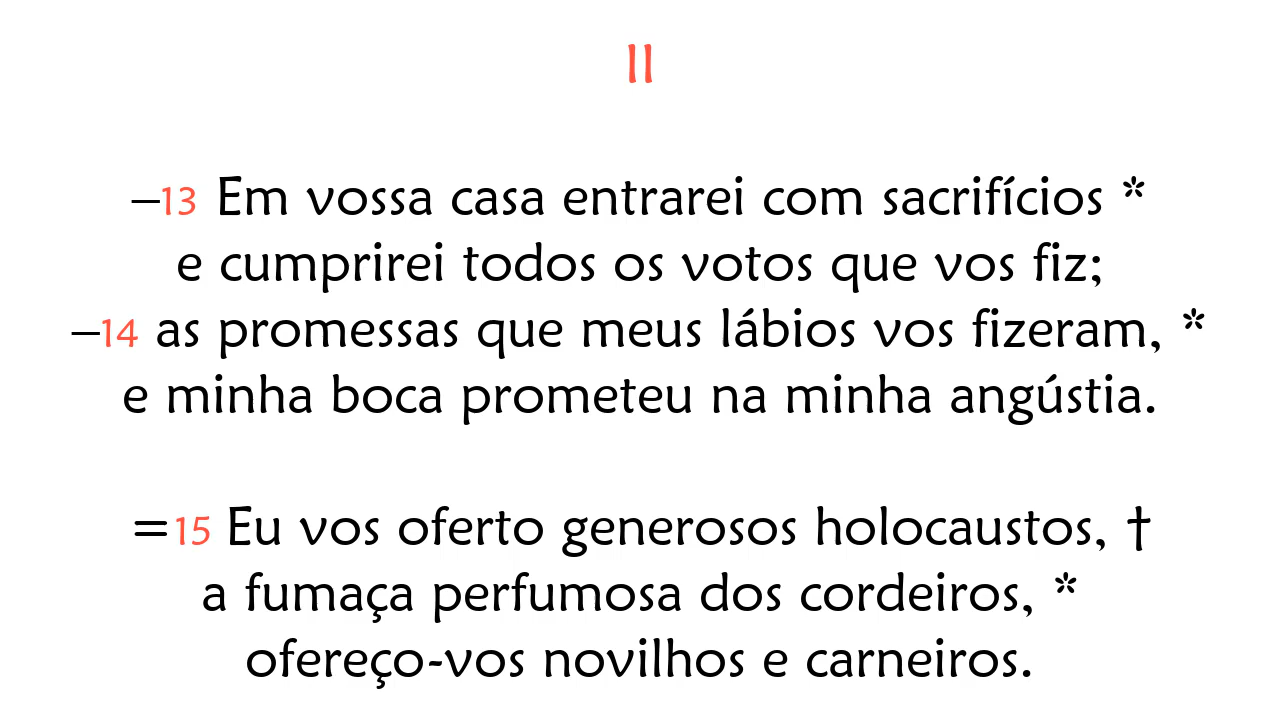 II
–13 Em vossa casa entrarei com sacrifícios *
e cumprirei todos os votos que vos fiz;
–14 as promessas que meus lábios vos fizeram, *
e minha boca prometeu na minha angústia.
=15 Eu vos oferto generosos holocaustos, †
a fumaça perfumosa dos cordeiros, *
ofereço-vos novilhos e carneiros.